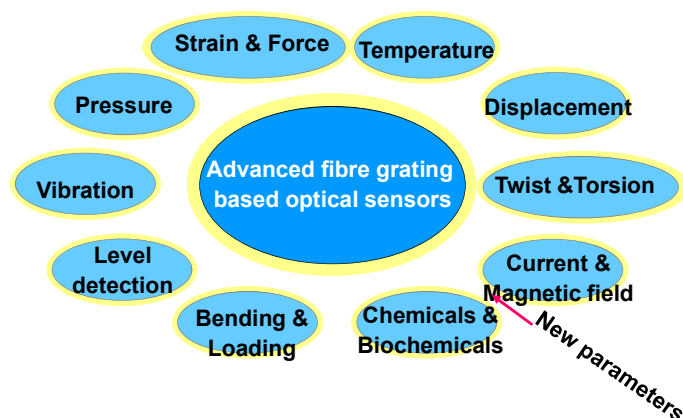 Strain & Force
Temperature
Pressure
Displacement
Advanced fibre grating
based optical sensors
Vibration
Twist &Torsion
Level
detection
Current &
Magnetic field
Bending &
Loading
Chemicals &
Biochemicals
New parameters